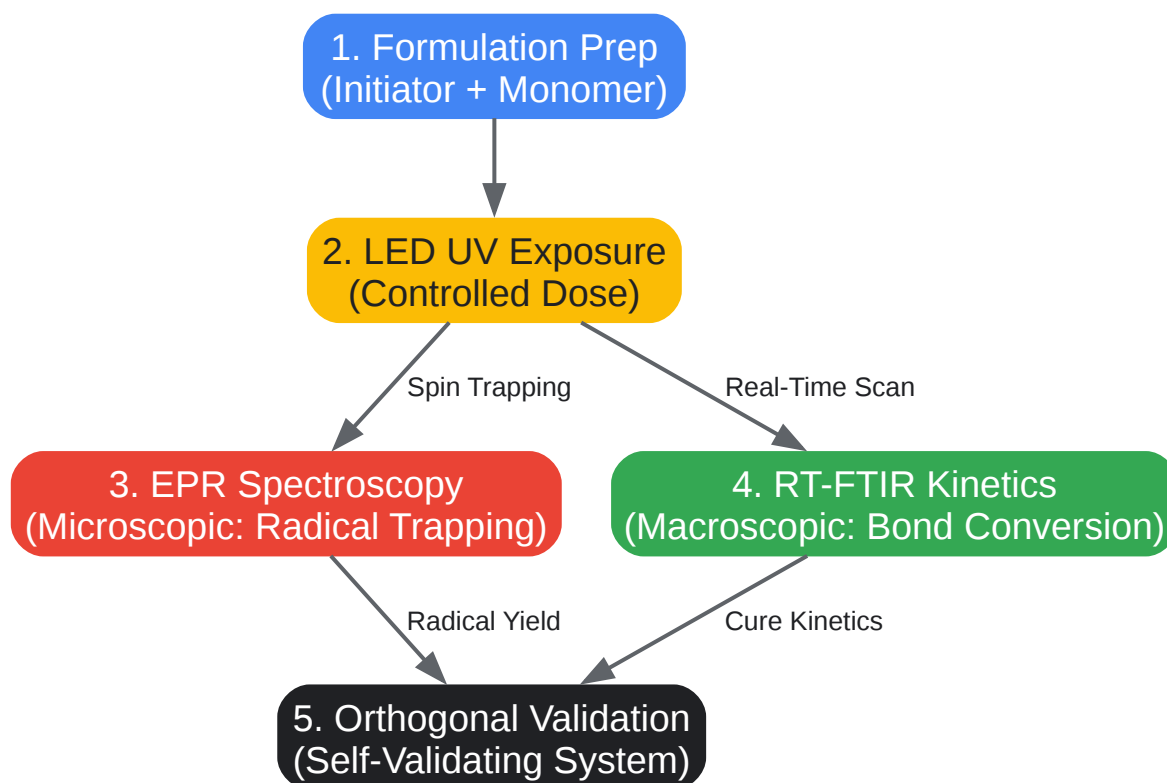 1. Formulation Prep
(Initiator + Monomer)
2. LED UV Exposure
(Controlled Dose)
Spin Trapping
Real-Time Scan
3. EPR Spectroscopy
(Microscopic: Radical Trapping)
4. RT-FTIR Kinetics
(Macroscopic: Bond Conversion)
Radical Yield
Cure Kinetics
5. Orthogonal Validation
(Self-Validating System)